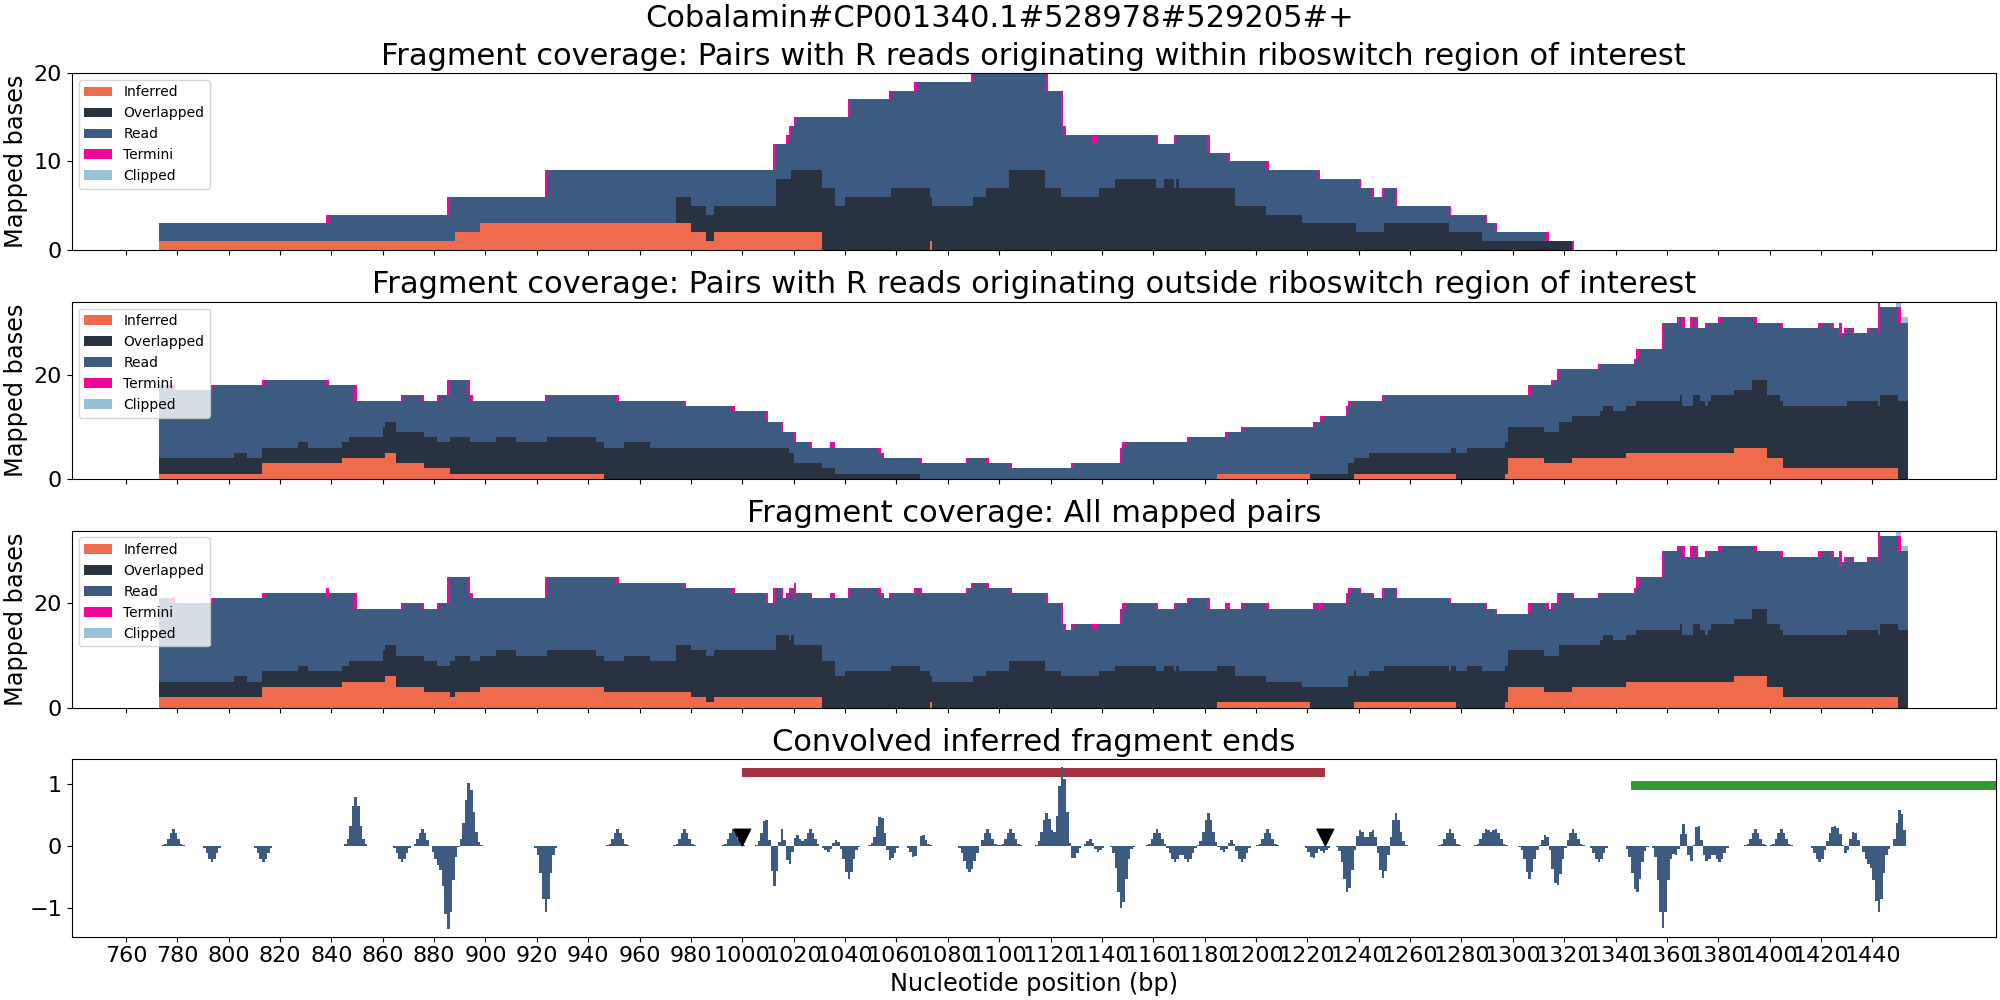 Cobalamin#CP001340.1#528978#529205#+
Fragment coverage: Pairs with R reads originating within riboswitch region of interest
Mapped bases
20
10
0
Inferred
Overlapped
Read
Termini
Clipped
Fragment coverage: Pairs with R reads originating outside riboswitch region of interest
Mapped bases
20
0
Inferred
Overlapped
Read
Termini
Clipped
Fragment coverage: All mapped pairs
Mapped bases
20
0
Inferred
Overlapped
Read
Termini
Clipped
Convolved inferred fragment ends
1
0
−1
760 780 800 820 840 860 880 900 920 940 960 980 1000 1020 1040 1060 1080 1100 1120 1140 1160 1180 1200 1220 1240 1260 1280 1300 1320 1340 1360 1380 1400 1420 1440
Nucleotide position (bp)